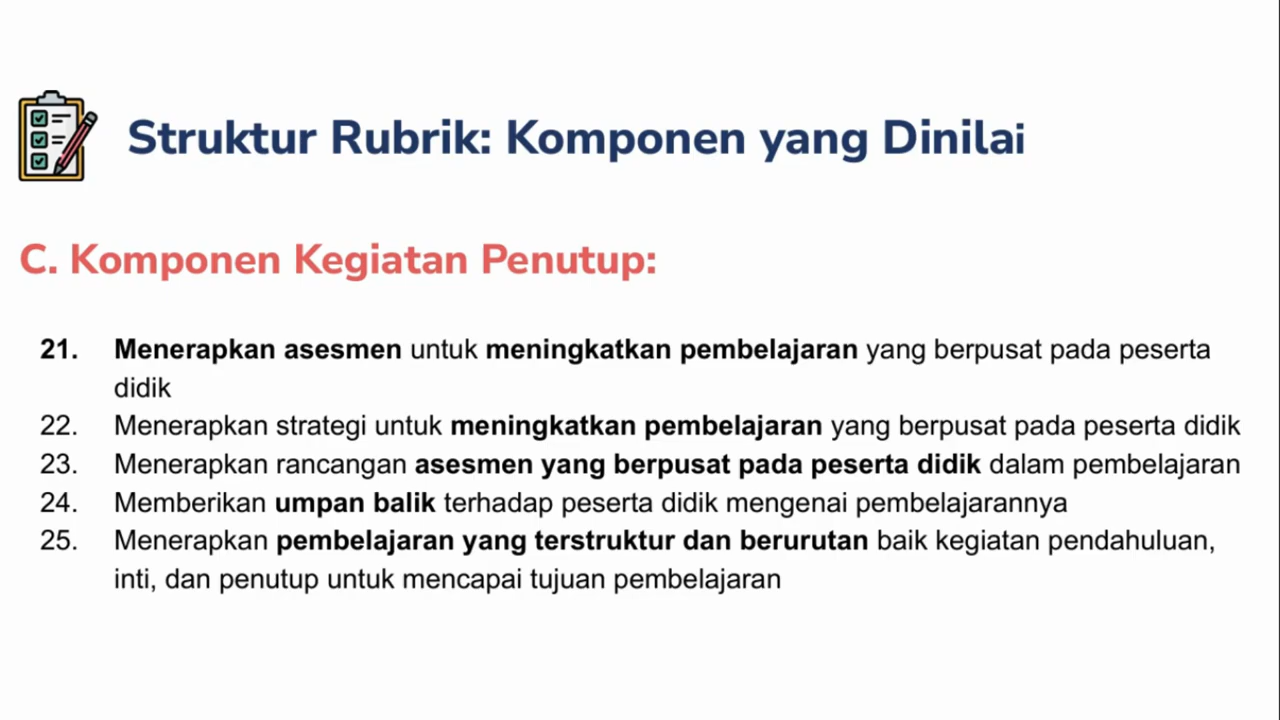 Struktur Rubrik: Komponen yang Dinilai
C. Komponen Kegiatan Penutup:
21. Menerapkan asesmen untuk meningkatkan pembelajaran yang berpusat pada peserta
didik
22. Menerapkan strategi untuk meningkatkan pembelajaran yang berpusat pada peserta didik
23. Menerapkan rancangan asesmen yang berpusat pada peserta didik dalam pembelajaran
24. Memberikan umpan balik terhadap peserta didik mengenai pembelajarannya
25. Menerapkan pembelajaran yang terstruktur dan berurutan baik kegiatan pendahuluan,
inti, dan penutup untuk mencapai tujuan pembelajaran